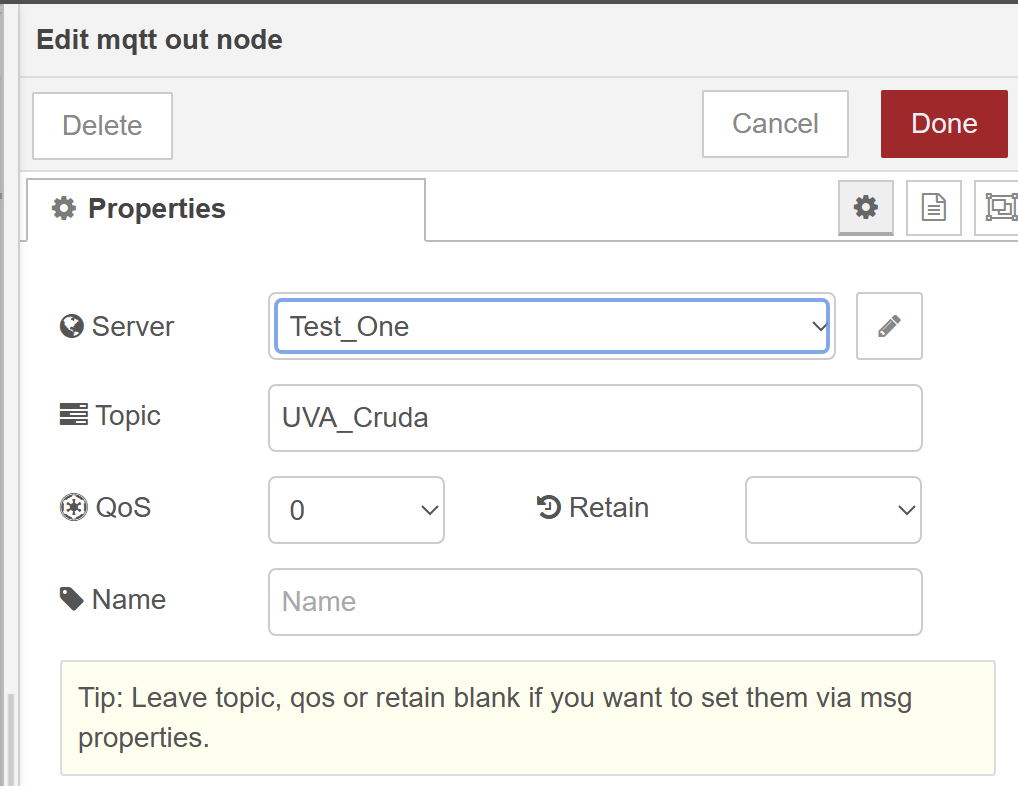 Edit mqtt out node
Delete
Cancel
Done
Properties
Server
Test_One
Topic
UVA_Cruda
QoS
0
Retain
Name
Name
Tip: Leave topic, qos or retain blank if you want to set them via msg
properties.